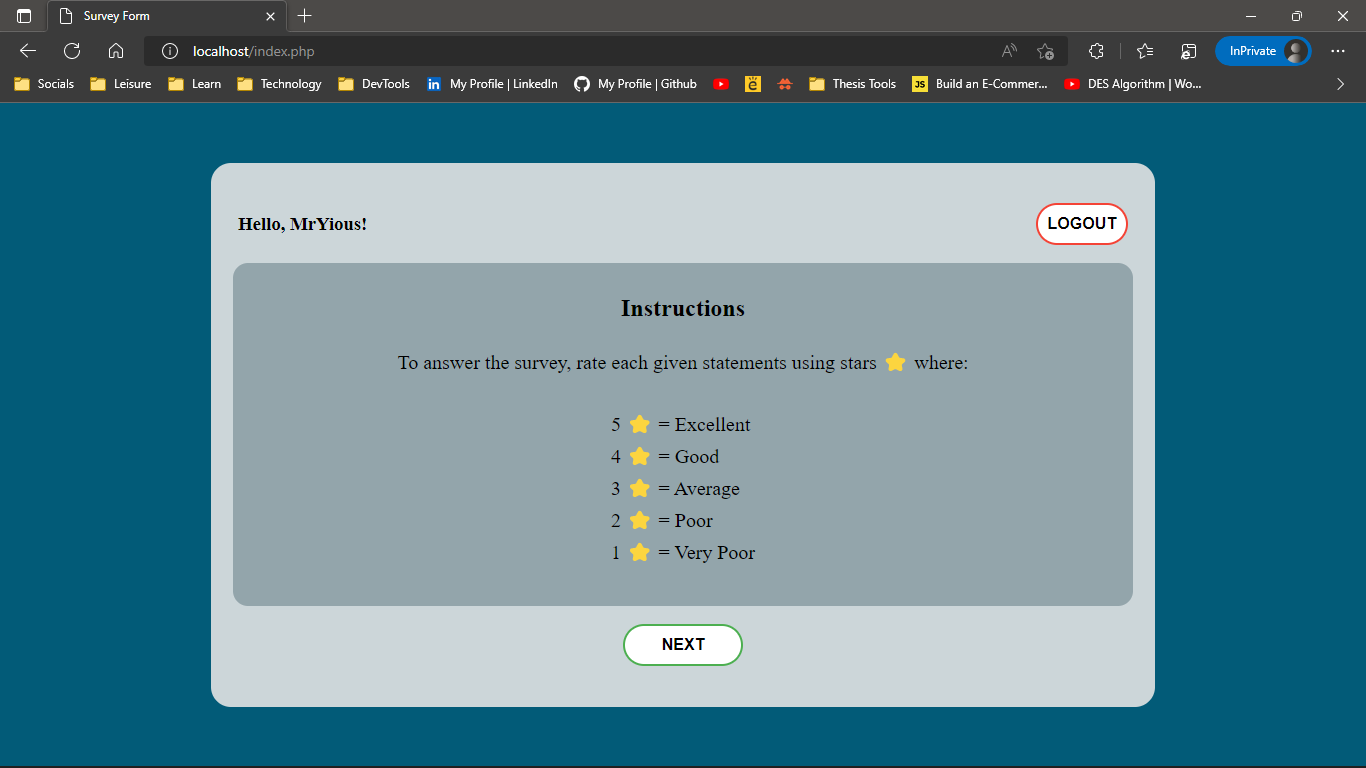 Survey Form
localhost/index.php
InPrivate
Socials Leisure Learn Technology DevTools My Profile | LinkedIn My Profile | Github Thesis Tools JS Build an E-Commer... DES Algorithm | Wo...
Hello, MrYious!
LOGOUT
Instructions
To answer the survey, rate each given statements using stars ⭐ where:
5 ⭐ = Excellent
4 ⭐ = Good
3 ⭐ = Average
2 ⭐ = Poor
1 ⭐ = Very Poor
NEXT